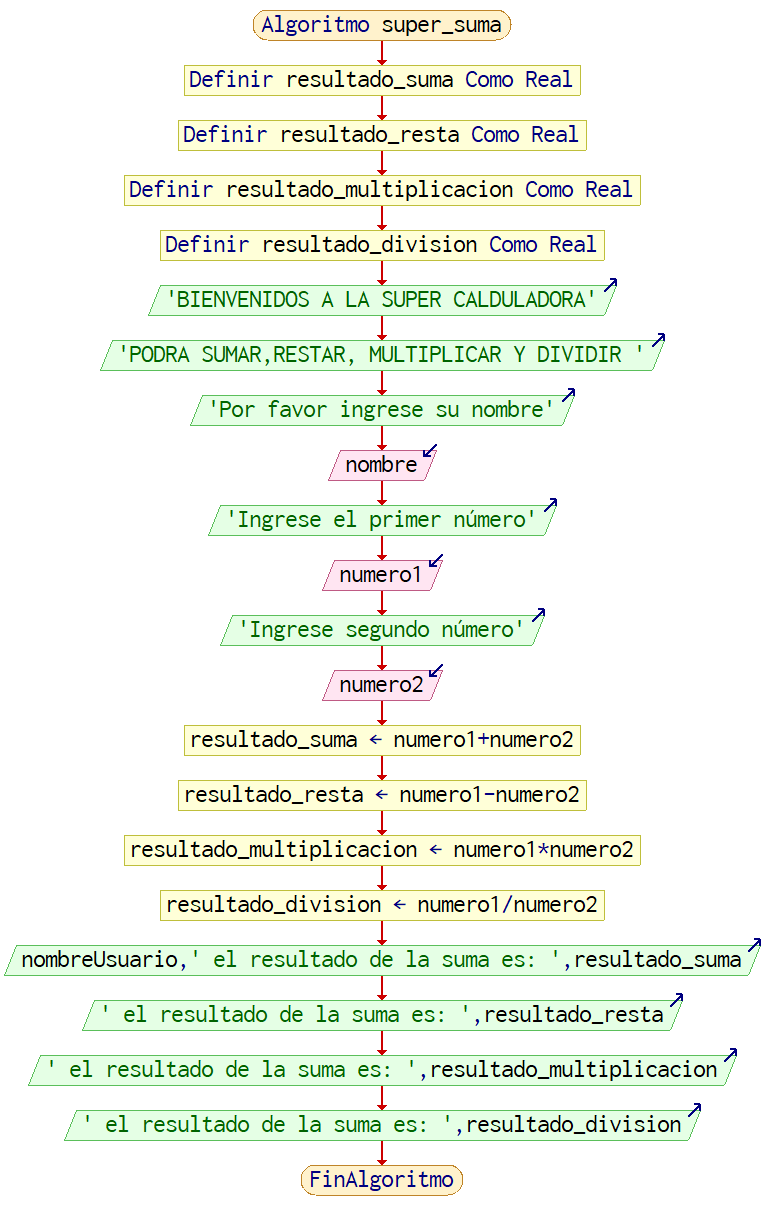 Algoritmo super_suma
Definir resultado_suma Como Real
Definir resultado_resta Como Real
Definir resultado_multiplicacion Como Real
Definir resultado_division Como Real
'BIENVENIDOS A LA SUPER CALDULADORA'
'PODRA SUMAR,RESTAR, MULTIPLICAR Y DIVIDIR '
'Por favor ingrese su nombre'
nombre
'Ingrese el primer número'
numero1
'Ingrese segundo número'
numero2
resultado_suma ← numero1+numero2
resultado_resta ← numero1-numero2
resultado_multiplicacion ← numero1*numero2
resultado_division ← numero1/numero2
nombreUsuario,' el resultado de la suma es: ',resultado_suma
' el resultado de la suma es: ',resultado_resta
' el resultado de la suma es: ',resultado_multiplicacion
' el resultado de la suma es: ',resultado_division
FinAlgoritmo